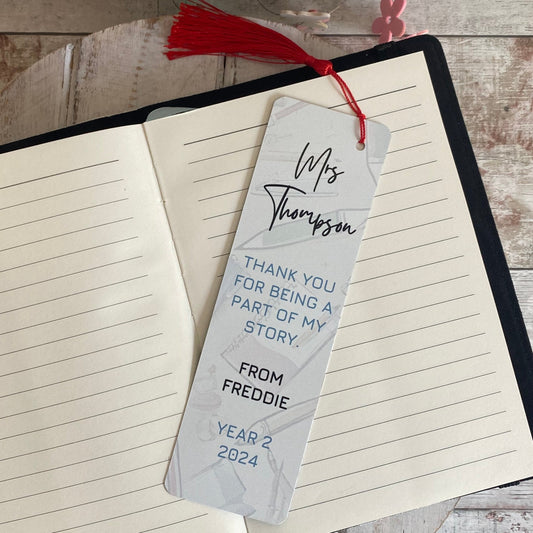 Mrs
Thompson
THANK YOU
FOR BEING A
PART OF MY
STORY.
FROM
FREDDIE
YEAR 2
2024